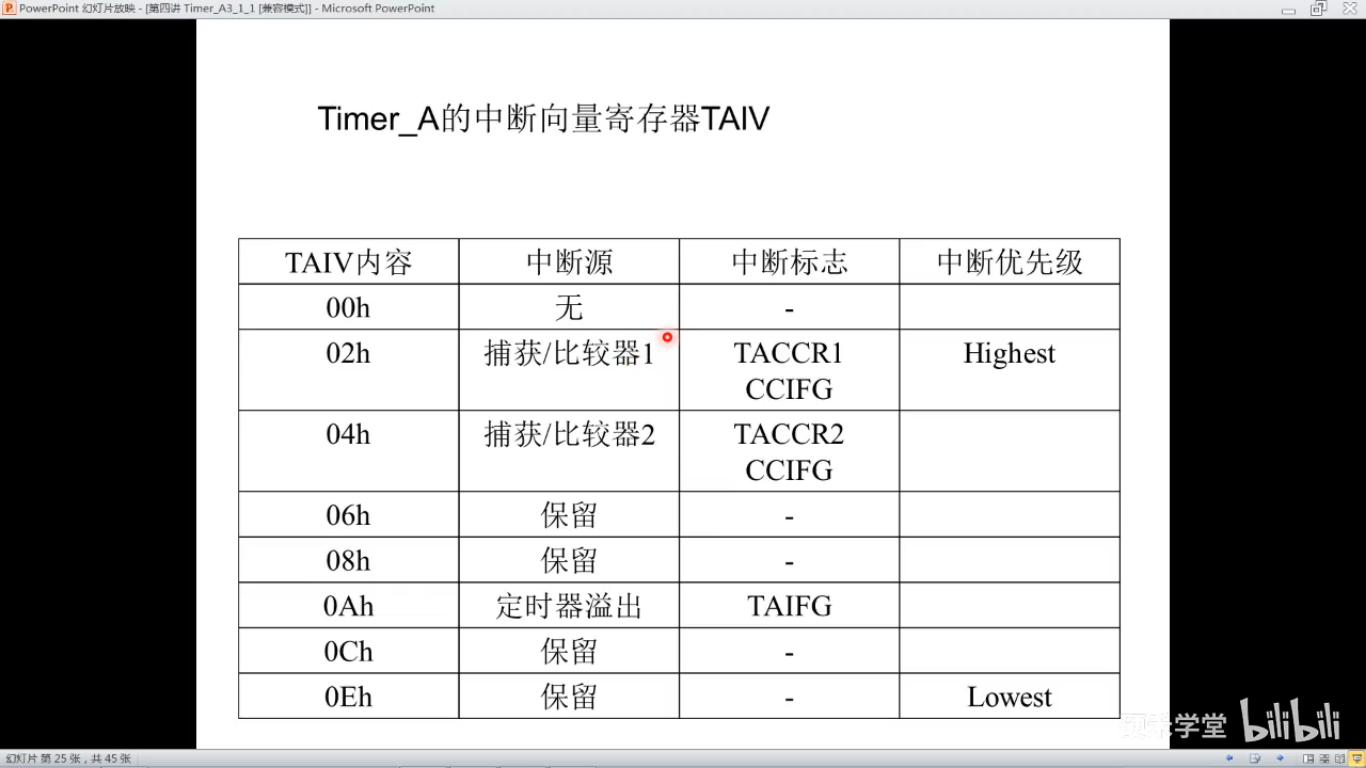 PowerPoint 幻灯片放映 - [第四讲 Timer_A3_1_1 [兼容模式]] - Microsoft PowerPoint
Timer_A的中断向量寄存器TAIV
TAIV内容 中断源 中断标志 中断优先级
00h 无 -
02h 捕获/比较器1 TACCR1 CCIFG Highest
04h 捕获/比较器2 TACCR2 CCIFG
06h 保留 -
08h 保留 -
0Ah 定时器溢出 TAIFG
0Ch 保留 -
0Eh 保留 - Lowest
学堂 bilibili
幻灯片 第 25 张，共 45 张